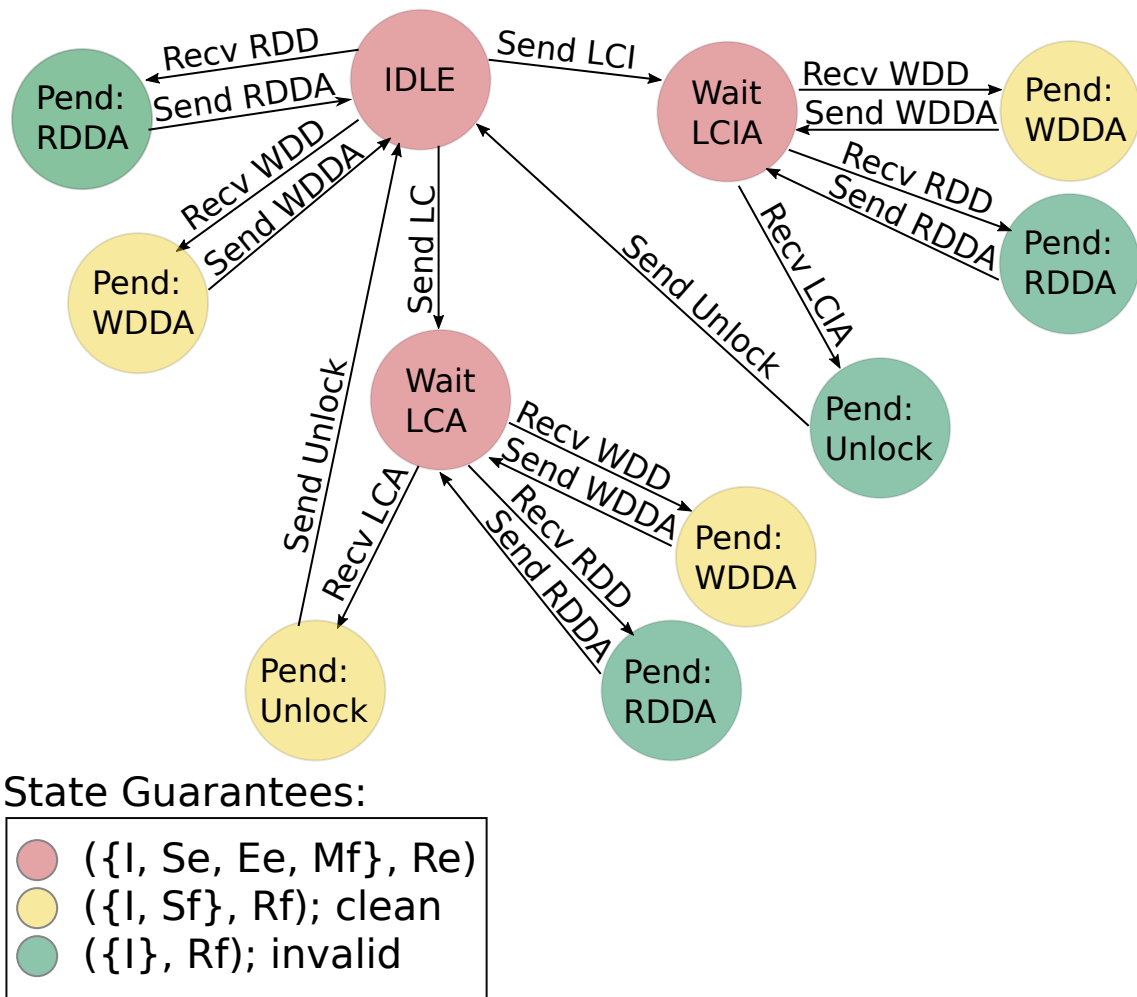 Recv RDD
Send RDDA
Pend:
RDDA
IDLE
Send LCI
Wait
LCIA
Recv WDD
Send WDDA
Pend:
WDDA
Recv WDD
Send WDDA
Pend:
WDDA
Send LC
Recv RDD
Send RDDA
Pend:
RDDA
Recv LCIA
Send Unlock
Pend:
Unlock
Wait
LCA
Send Unlock
Recv LCA
Recv WDD
Send WDDA
Pend:
WDDA
Recv RDD
Send RDDA
Pend:
RDDA
Pend:
Unlock
State Guarantees:
({I, Se, Ee, Mf}, Re)
({I, Sf}, Rf); clean
({I}, Rf); invalid